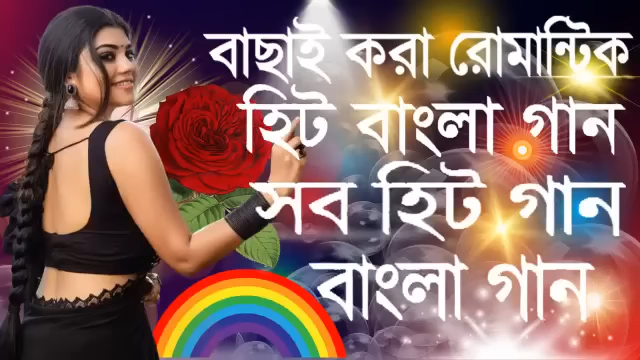 বাছাই করা রোমান্টিক
হিট বাংলা গান
সব হিট গান
বাংলা গান